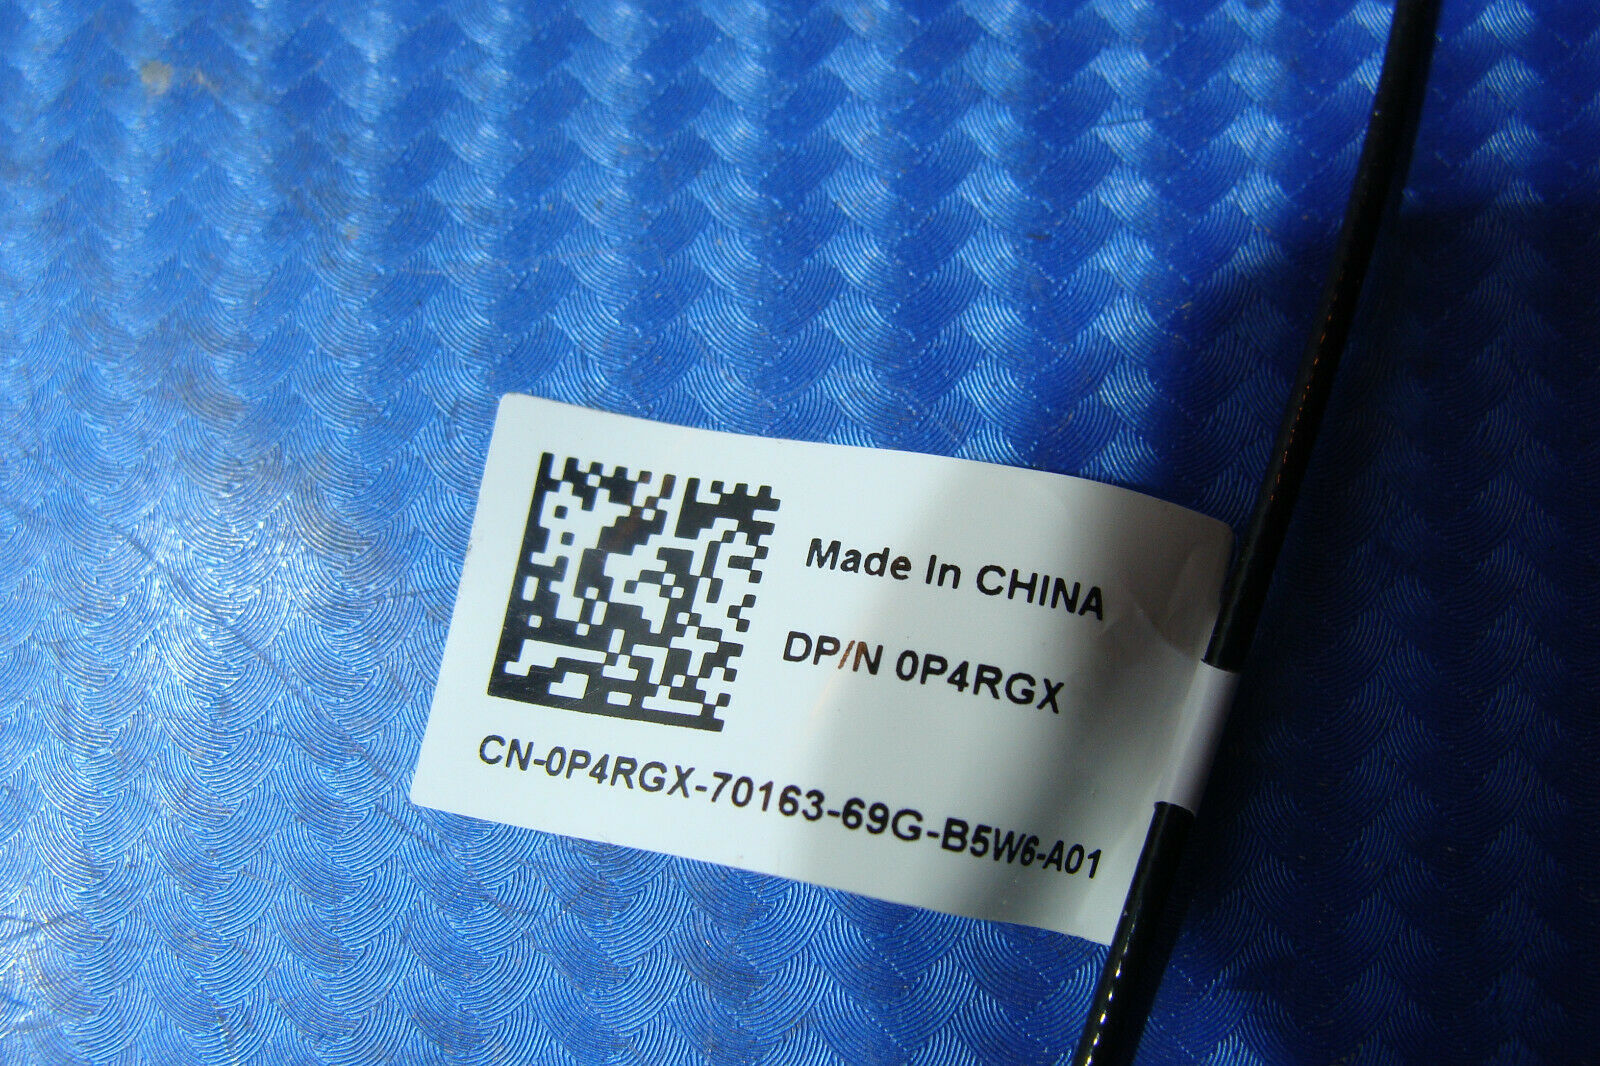 Made In CHINA
DP/N 0P4RGX
CN-0P4RGX-70163-69G-B5W6-A01